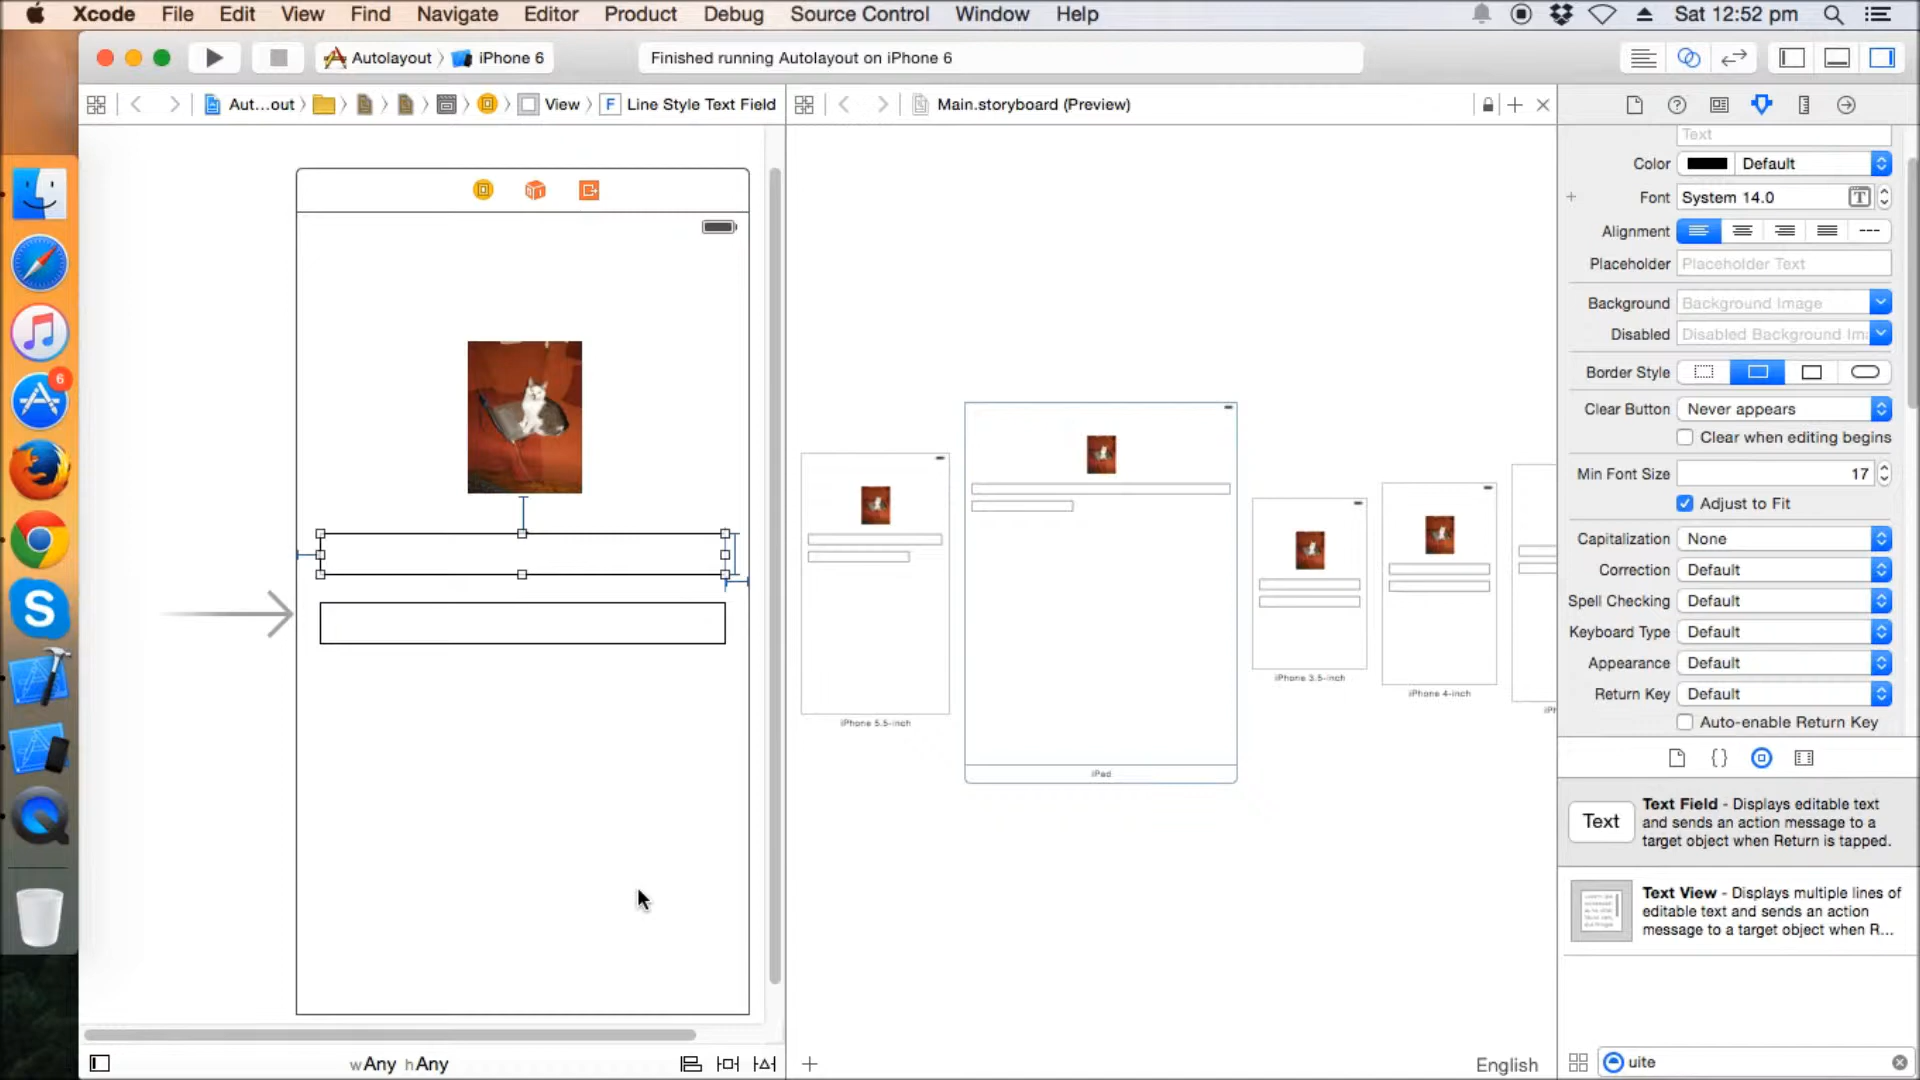 Xcode File Edit View Find Navigate Editor Product Debug Source Control Window Help Sat 12:52 pm
Autolayout iPhone 6
Finished running Autolayout on iPhone 6
Aut...out View F Line Style Text Field
Main.storyboard (Preview)
Text
Color Default
Font System 14.0 T
Alignment
Placeholder Placeholder Text
Background Background Image
Disabled Disabled Background Im
Border Style
Clear Button Never appears
Clear when editing begins
Min Font Size 17
Adjust to Fit
Capitalization None
Correction Default
Spell Checking Default
Keyboard Type Default
Appearance Default
Return Key Default
Auto-enable Return Key
6
iPhone 5.5-inch
iPad
iPhone 3.5-inch
iPhone 4-inch
iPh
Text
Text Field - Displays editable text
and sends an action message to a
target object when Return is tapped.
Text View - Displays multiple lines of
editable text and sends an action
message to a target object when R...
wAny hAny
English
uite